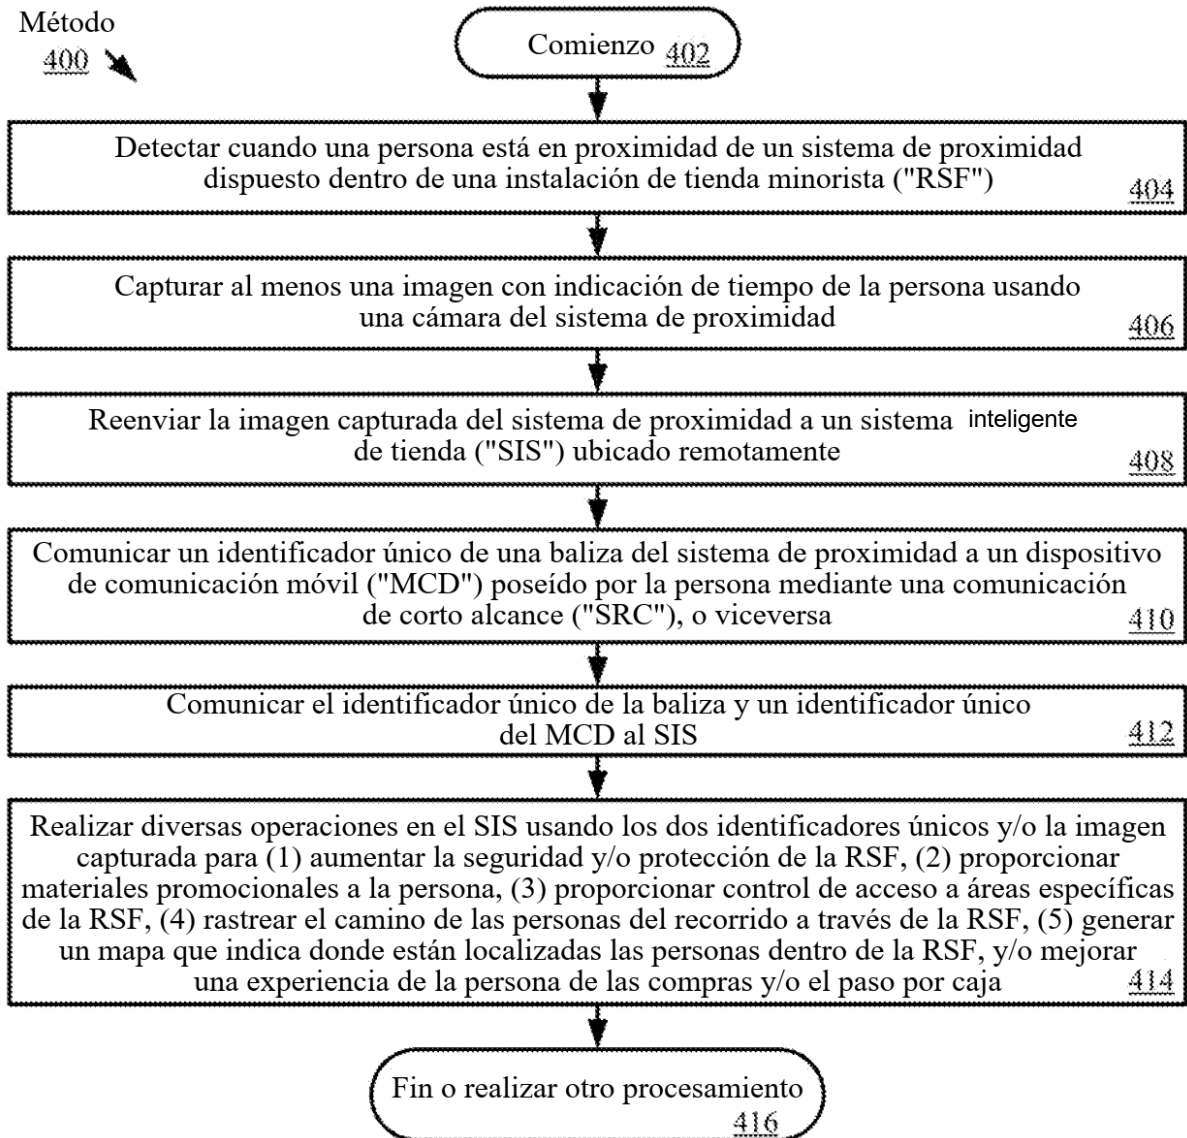 Método
400
Comienzo 402
Detectar cuando una persona está en proximidad de un sistema de proximidad
dispuesto dentro de una instalación de tienda minorista ("RSF")
404
Capturar al menos una imagen con indicación de tiempo de la persona usando
una cámara del sistema de proximidad
406
Reenviar la imagen capturada del sistema de proximidad a un sistema inteligente
de tienda ("SIS") ubicado remotamente
408
Comunicar un identificador único de una baliza del sistema de proximidad a un dispositivo
de comunicación móvil ("MCD") poseído por la persona mediante una comunicación
de corto alcance ("SRC"), o viceversa
410
Comunicar el identificador único de la baliza y un identificador único
del MCD al SIS
412
Realizar diversas operaciones en el SIS usando los dos identificadores únicos y/o la imagen
capturada para (1) aumentar la seguridad y/o protección de la RSF, (2) proporcionar
materiales promocionales a la persona, (3) proporcionar control de acceso a áreas específicas
de la RSF, (4) rastrear el camino de las personas del recorrido a través de la RSF, (5) generar
un mapa que indica donde están localizadas las personas dentro de la RSF, y/o mejorar
una experiencia de la persona de las compras y/o el paso por caja
414
Fin o realizar otro procesamiento
416